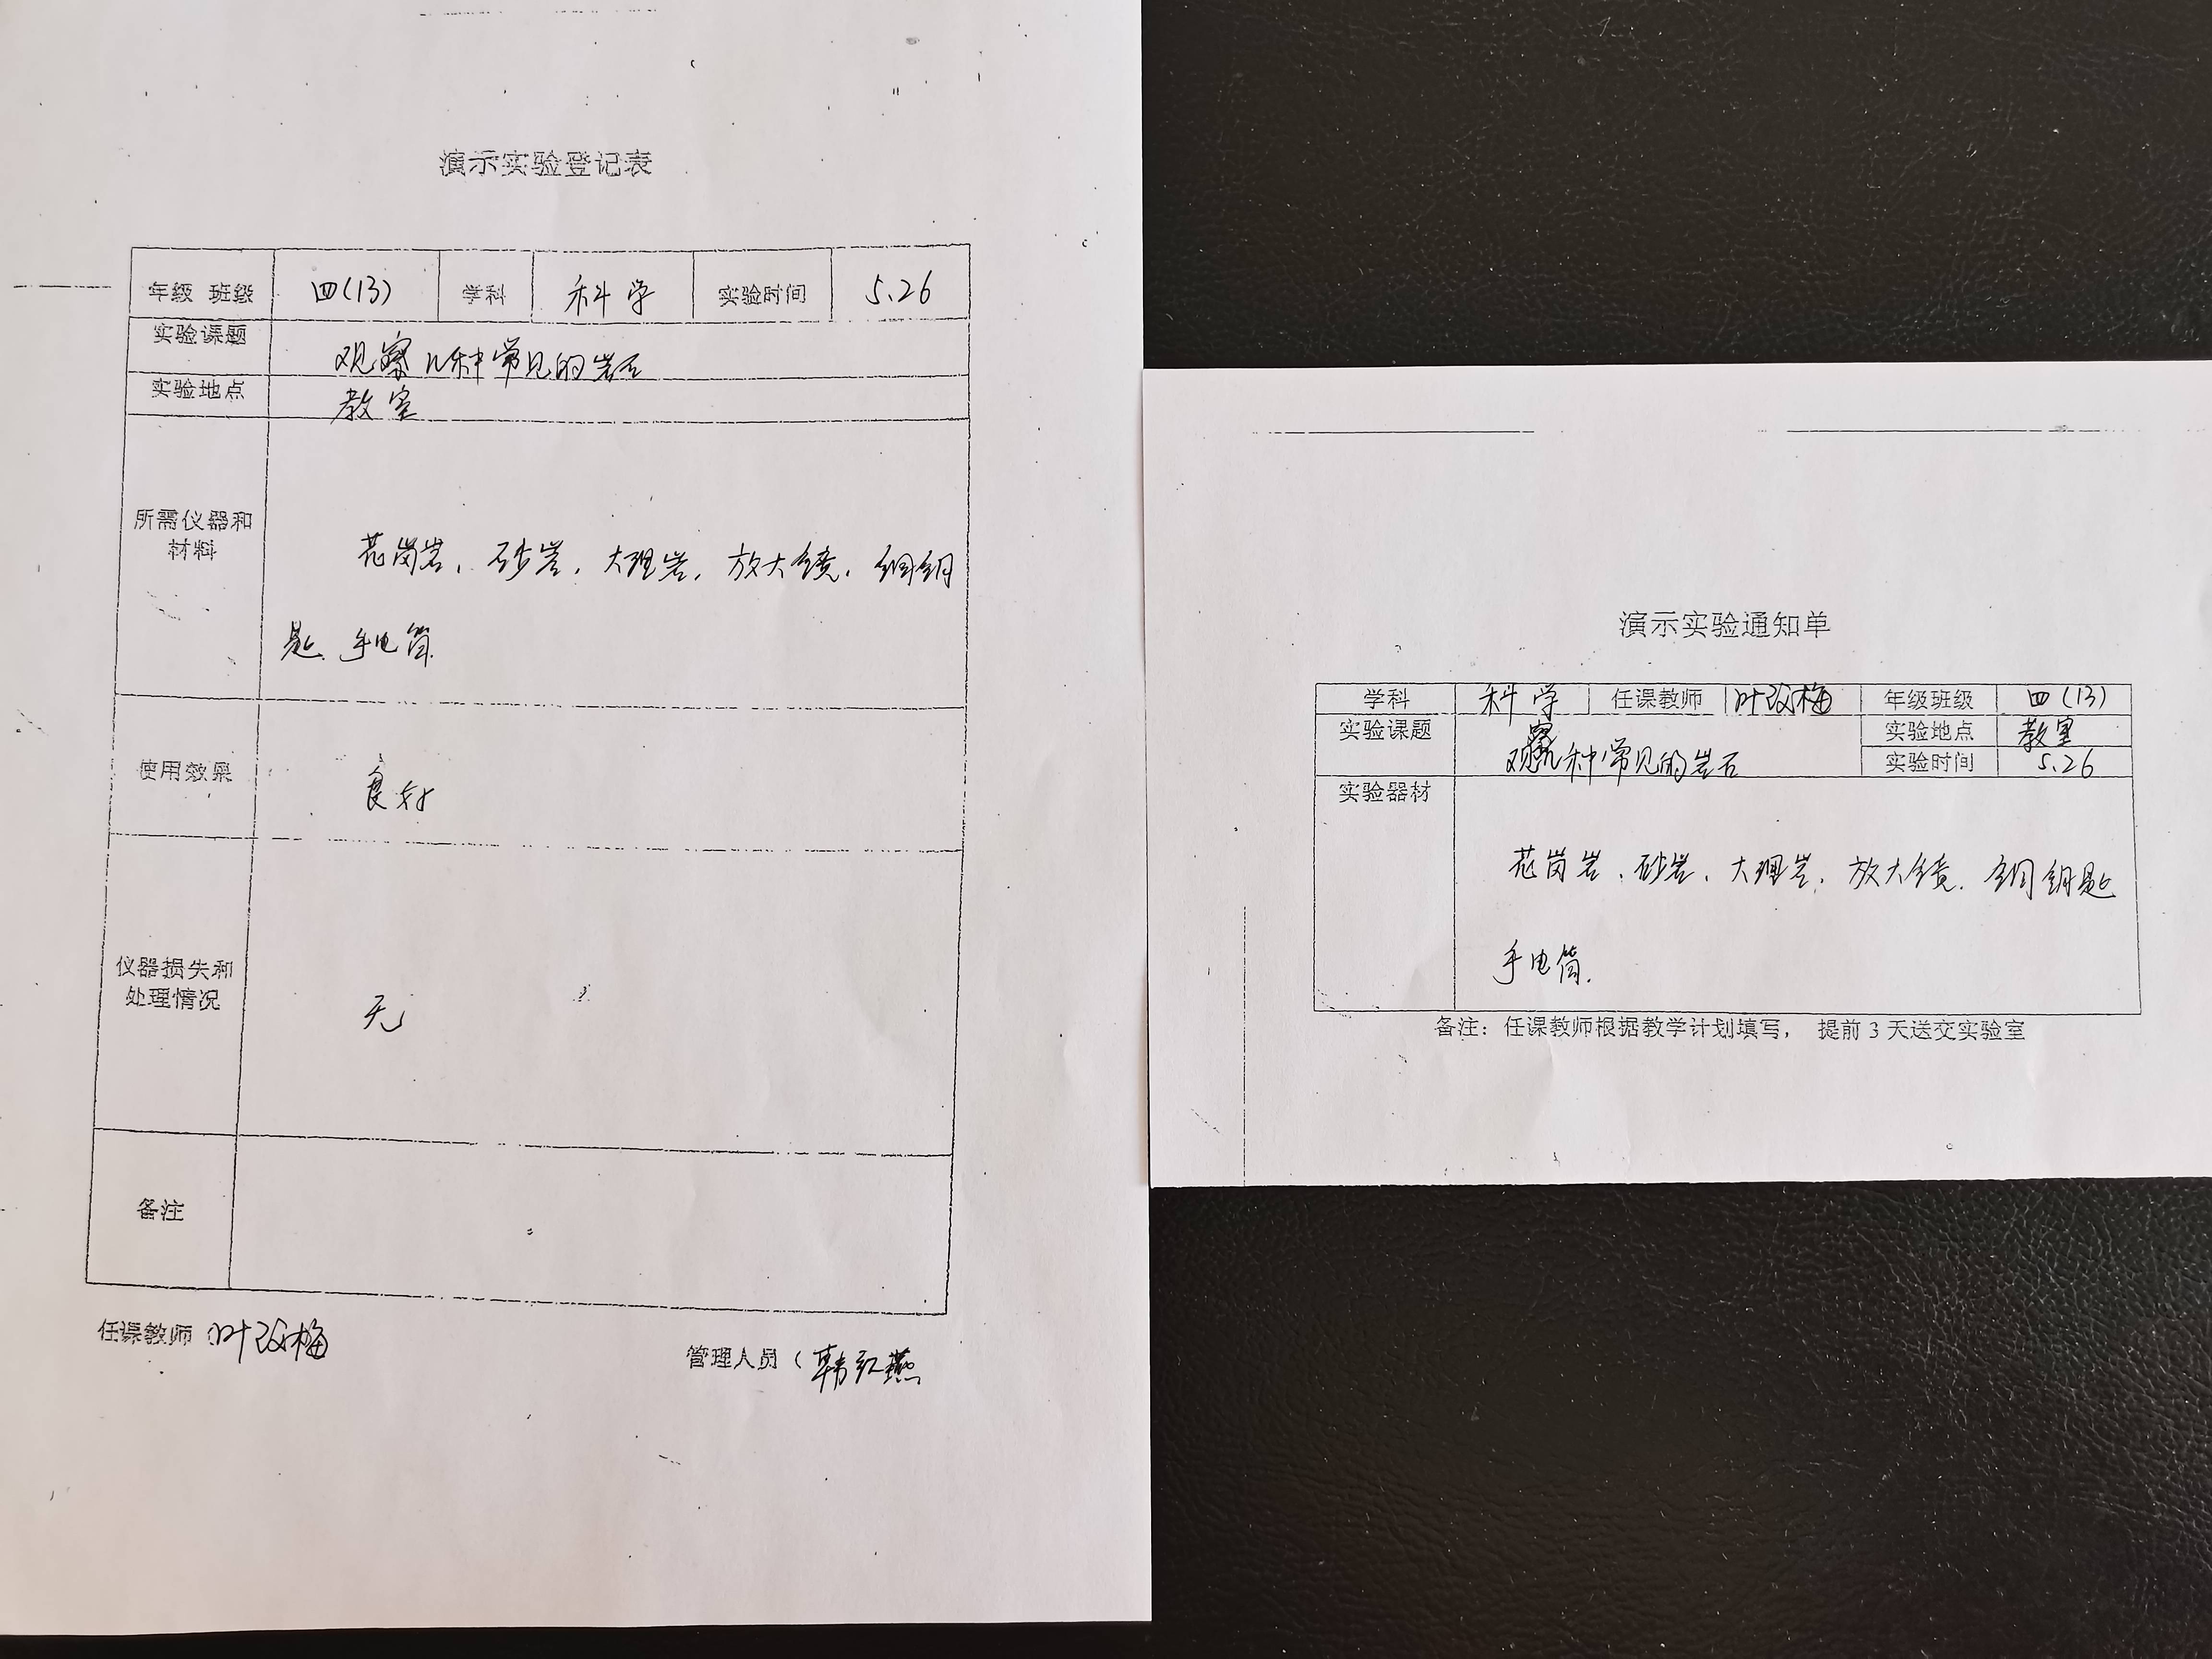 演示实验登记表
年级 班级 四(13) 学科 科学 实验时间 5.26
实验课题 观察几种常见的岩石
实验地点 教室
所需仪器和
材料
花岗岩、砂岩、大理岩、放大镜、铜钥
匙、手电筒.
使用效果 良好
仪器损失和
处理情况
无
备注
任课教师 叶改梅
管理人员 ( 韩红燕
演示实验通知单
学科 科学 任课教师 叶改梅 年级班级 四(13)
实验课题 观察几种常见的岩石
实验地点 教室
实验时间 5.26
实验器材
花岗岩、砂岩、大理岩、放大镜、铜钥匙
手电筒.
备注：任课教师根据教学计划填写， 提前 3 天送交实验室